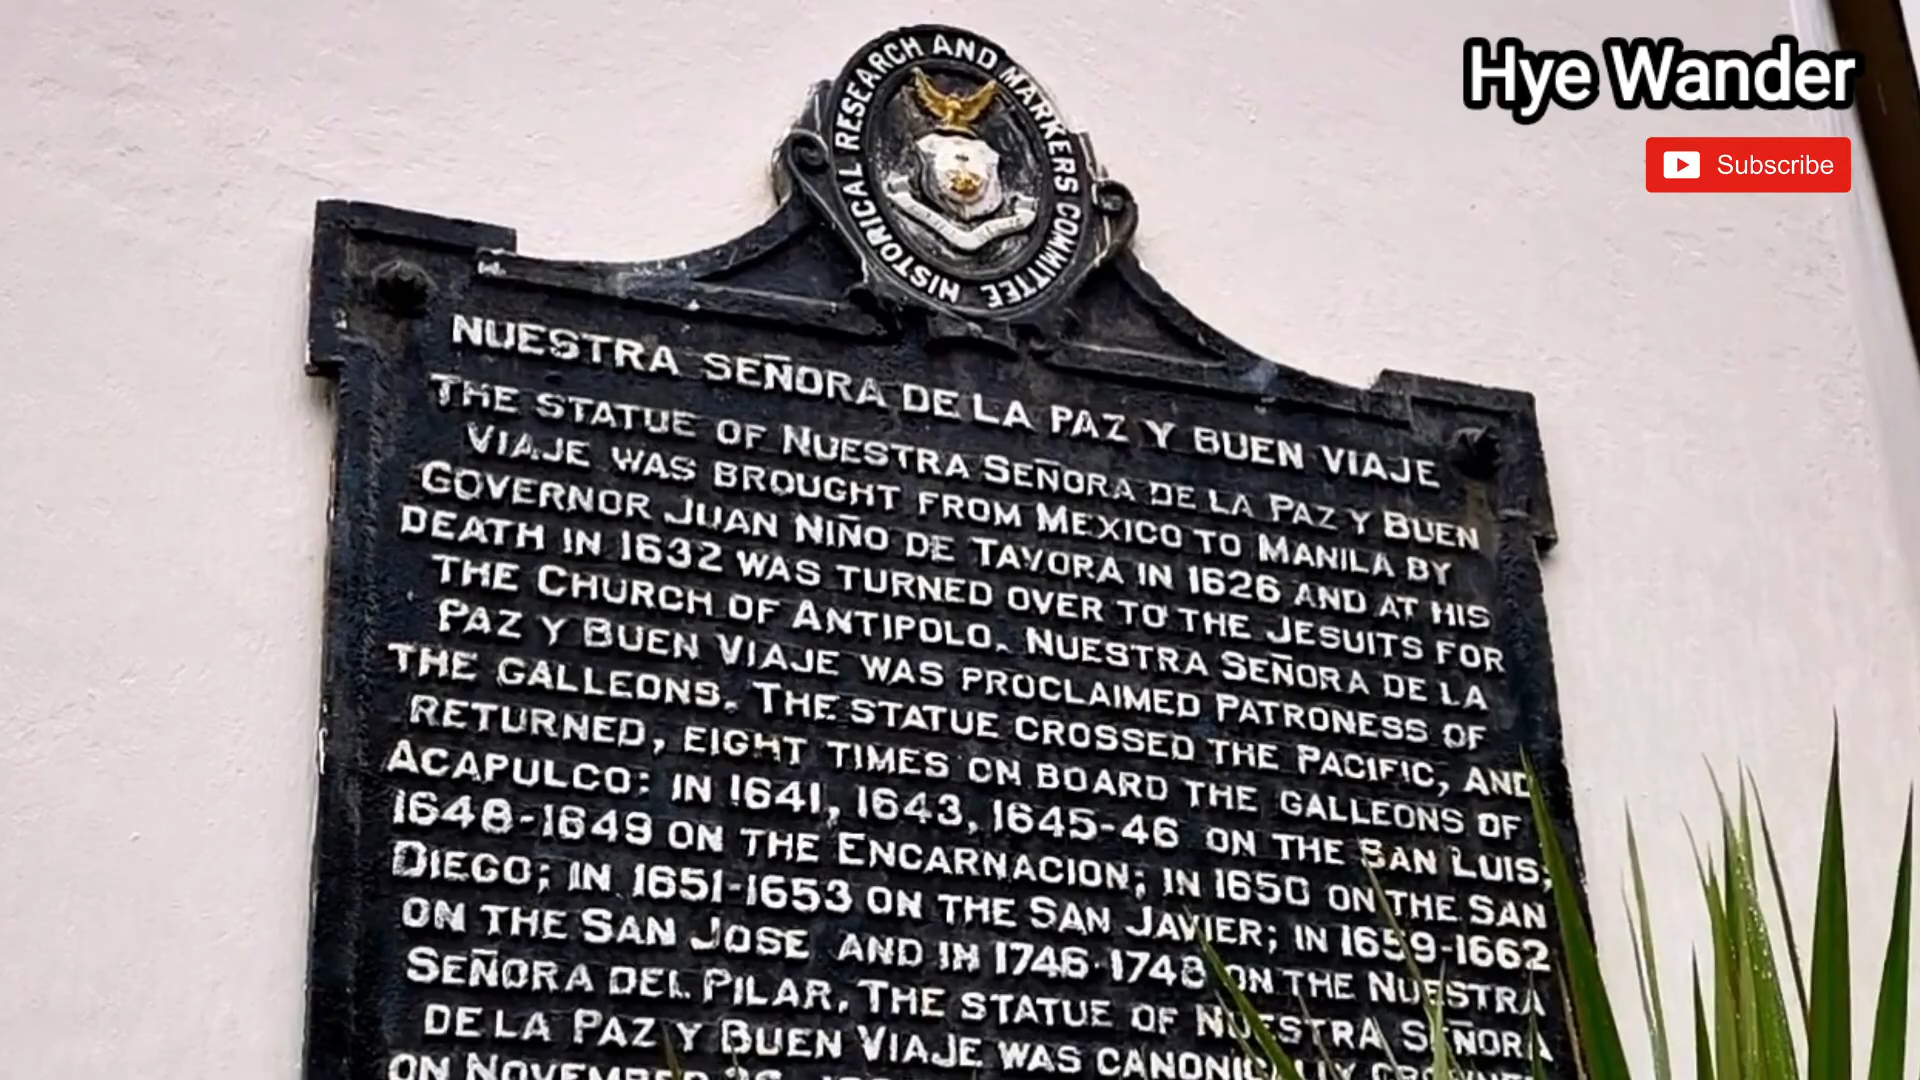 Hye Wander
Subscribe
HISTORICAL RESEARCH AND MARKERS COMMITTEE
NUESTRA SEÑORA DE LA PAZ Y BUEN VIAJE
THE STATUE OF NUESTRA SEÑORA DE LA PAZ Y BUEN
VIAJE WAS BROUGHT FROM MEXICO TO MANILA BY
GOVERNOR JUAN NIÑO DE TAVORA IN 1626 AND AT HIS
DEATH IN 1632 WAS TURNED OVER TO THE JESUITS FOR
THE CHURCH OF ANTIPOLO. NUESTRA SEÑORA DE LA
PAZ Y BUEN VIAJE WAS PROCLAIMED PATRONESS OF
THE GALLEONS. THE STATUE CROSSED THE PACIFIC, AND
RETURNED, EIGHT TIMES ON BOARD THE GALLEONS OF
ACAPULCO: IN 1641, 1643, 1645-46 ON THE SAN LUIS;
1648-1649 ON THE ENCARNACION; IN 1650 ON THE SAN
DIEGO; IN 1651-1653 ON THE SAN JAVIER; IN 1659-1662
ON THE SAN JOSE AND IN 1746-1748 ON THE NUESTRA
SEÑORA DEL PILAR. THE STATUE OF NUESTRA SEÑORA
DE LA PAZ Y BUEN VIAJE WAS CANONICALLY CROWNED
ON NOVEMBER